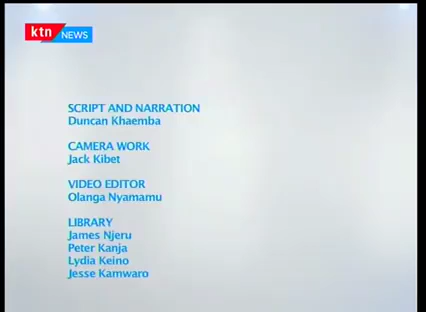 ktn NEWS
SCRIPT AND NARRATION
Duncan Khaemba
CAMERA WORK
Jack Kibet
VIDEO EDITOR
Olanga Nyamamu
LIBRARY
James Njeru
Peter Kanja
Lydia Keino
Jesse Kamwaro